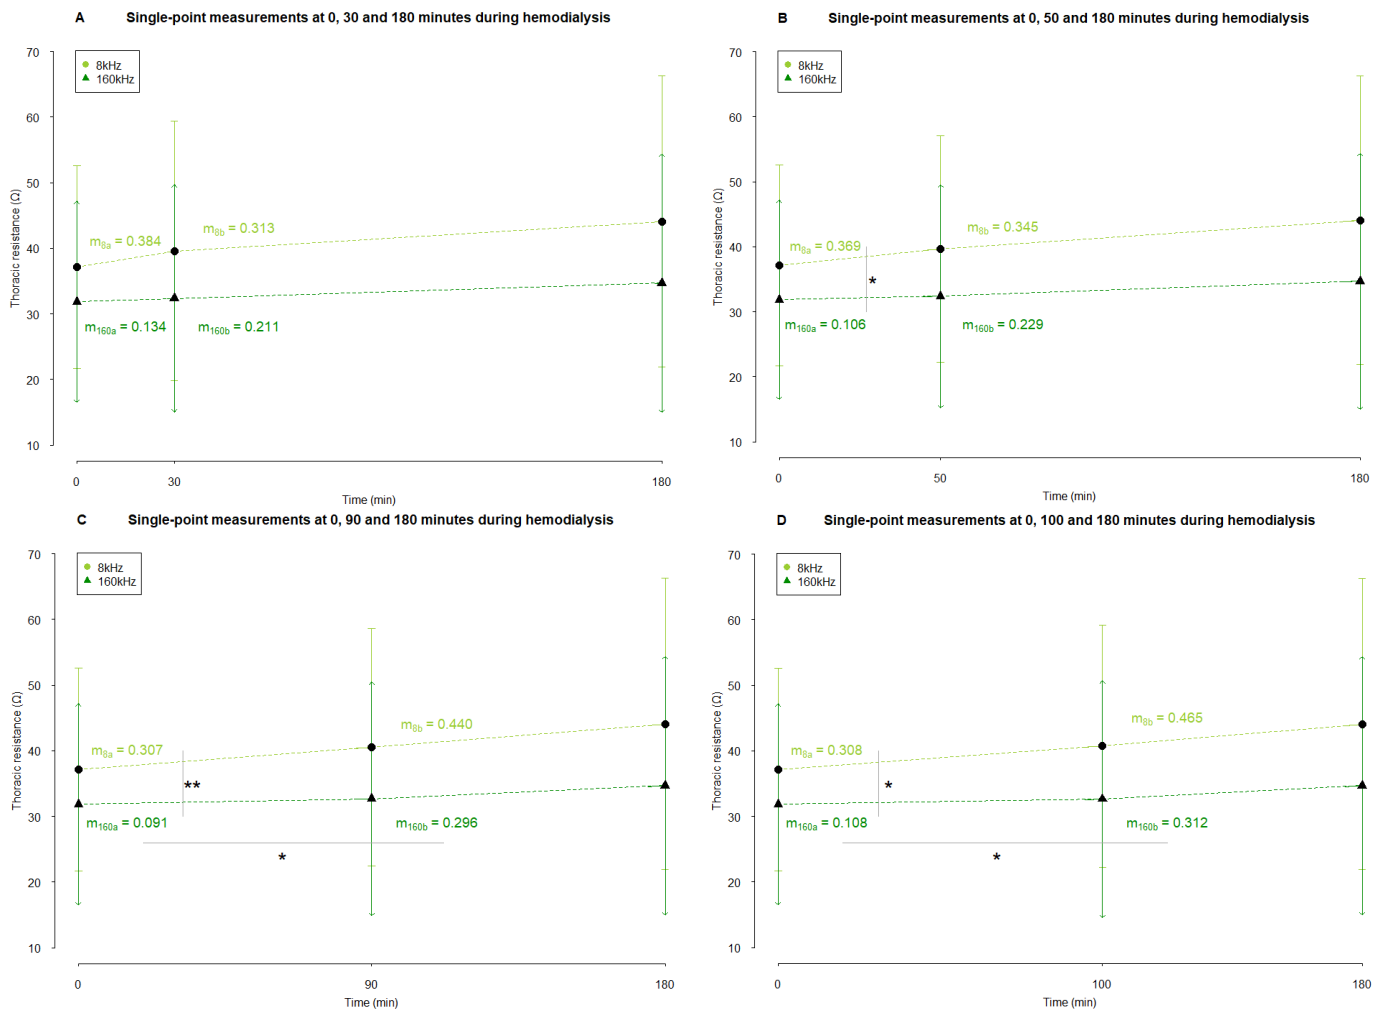 A Single-point measurements at 0, 30 and 180 minutes during hemodialysis
70
60
50
40
30
20
10
Thoracic resistance (Ω)
8kHz
160kHz
m8a = 0.384
m8b = 0.313
m160a = 0.134
m160b = 0.211
0 30 180
Time (min)
B Single-point measurements at 0, 50 and 180 minutes during hemodialysis
70
60
50
40
30
20
10
Thoracic resistance (Ω)
8kHz
160kHz
m8a = 0.369
m8b = 0.345
*
m160a = 0.106
m160b = 0.229
0 50 180
Time (min)
C Single-point measurements at 0, 90 and 180 minutes during hemodialysis
70
60
50
40
30
20
10
Thoracic resistance (Ω)
8kHz
160kHz
m8a = 0.307
m8b = 0.440
**
m160a = 0.091
m160b = 0.296
*
0 90 180
Time (min)
D Single-point measurements at 0, 100 and 180 minutes during hemodialysis
70
60
50
40
30
20
10
Thoracic resistance (Ω)
8kHz
160kHz
m8a = 0.308
m8b = 0.465
*
m160a = 0.108
m160b = 0.312
*
0 100 180
Time (min)